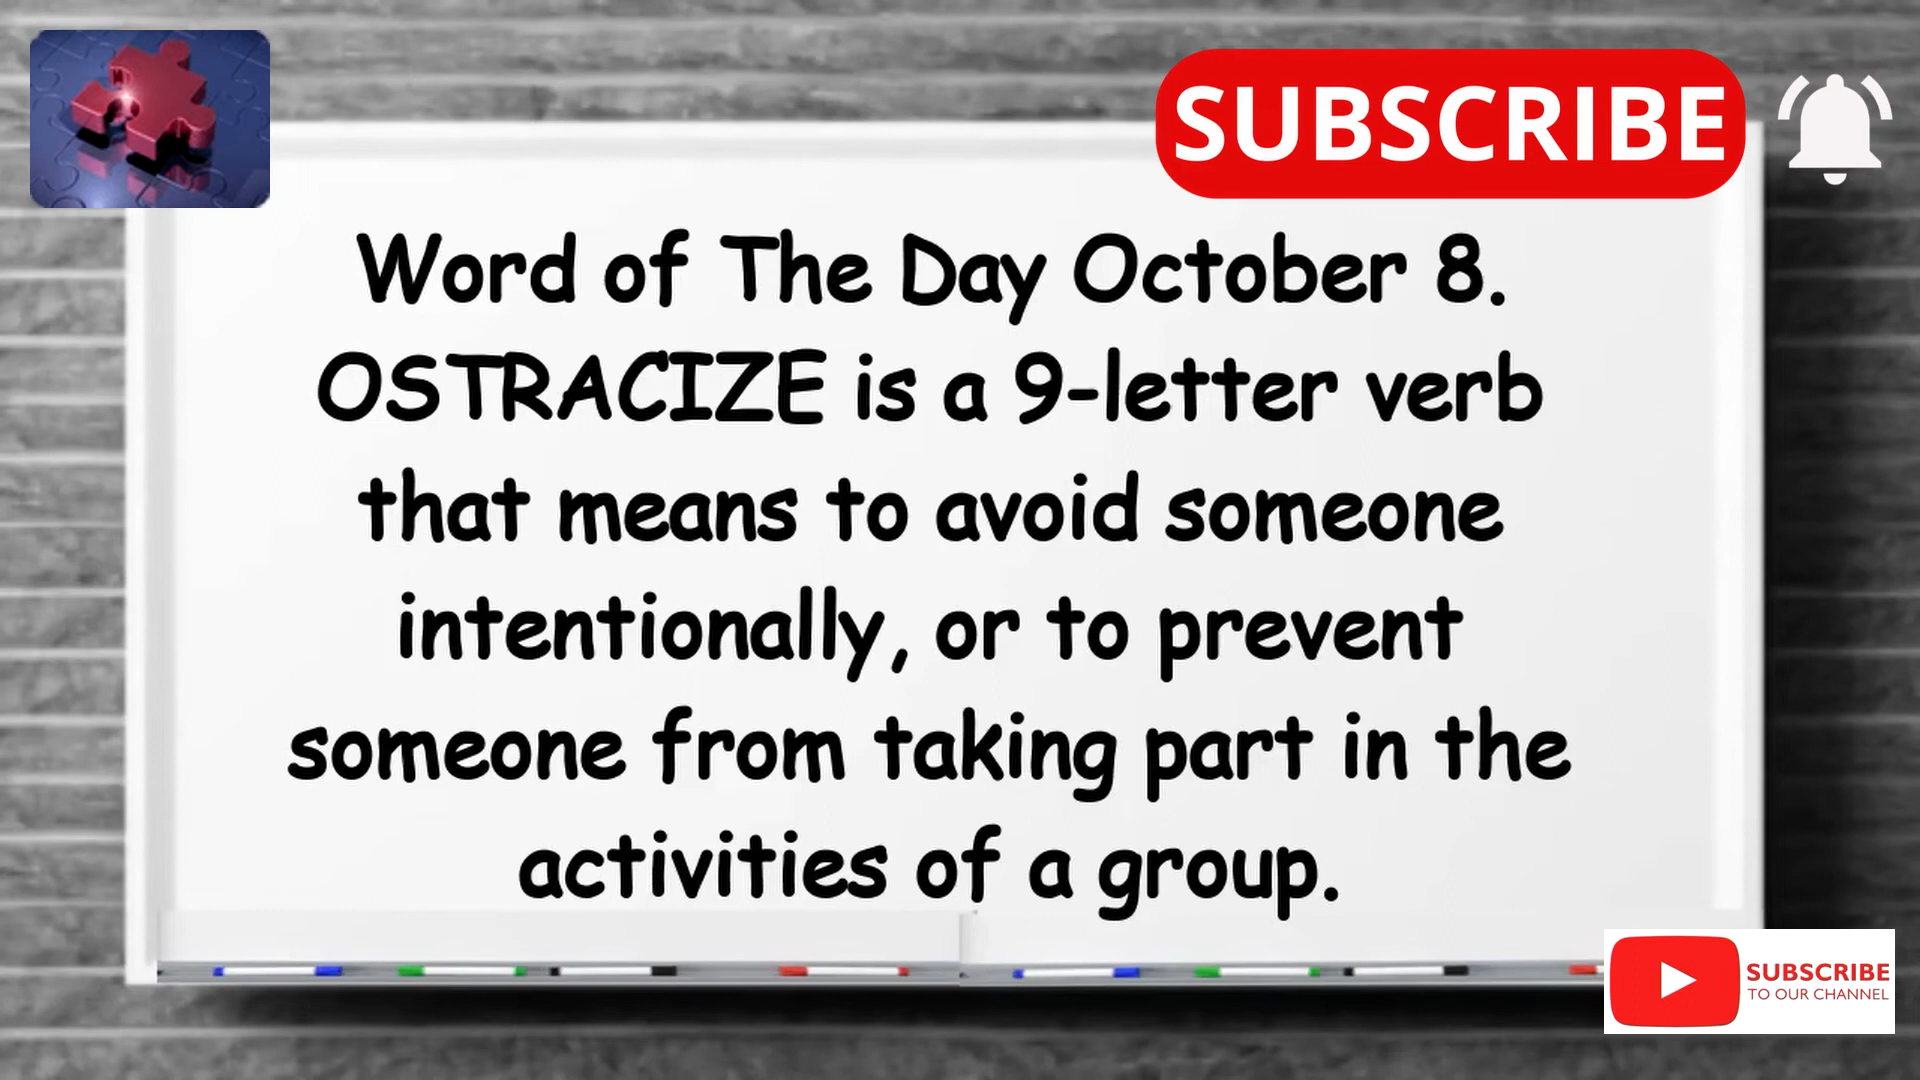 SUBSCRIBE
Word of The Day October 8.
OSTRACIZE is a 9-letter verb
that means to avoid someone
intentionally, or to prevent
someone from taking part in the
activities of a group.
SUBSCRIBE
TO OUR CHANNEL